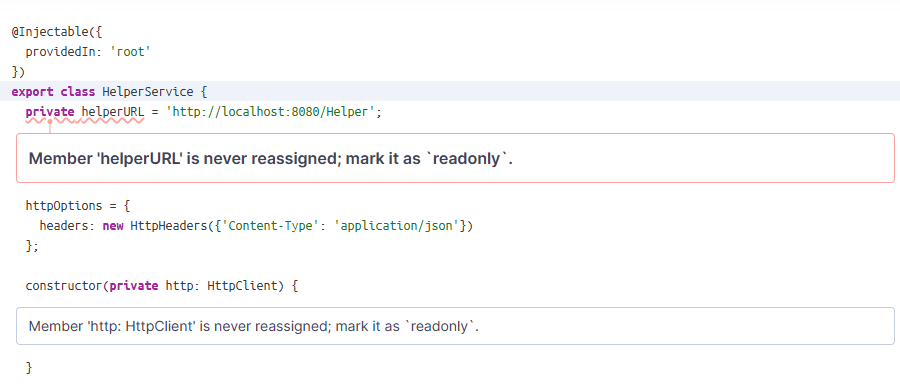 @Injectable({
  providedIn: 'root'
})
export class HelperService {
  private helperURL = 'http://localhost:8080/Helper';
Member 'helperURL' is never reassigned; mark it as `readonly`.
  httpOptions = {
    headers: new HttpHeaders({'Content-Type': 'application/json'})
  };
  constructor(private http: HttpClient) {
Member 'http: HttpClient' is never reassigned; mark it as `readonly`.
  }